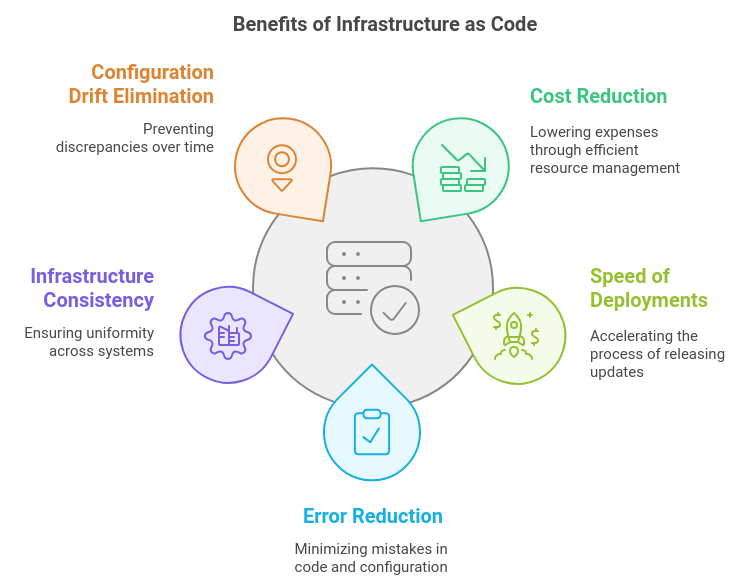 Benefits of Infrastructure as Code
Configuration
Drift Elimination
Preventing
discrepancies over time
Cost Reduction
Lowering expenses
through efficient
resource management
Infrastructure
Consistency
Ensuring uniformity
across systems
Speed of
Deployments
Accelerating the
process of releasing
updates
Error Reduction
Minimizing mistakes in
code and configuration